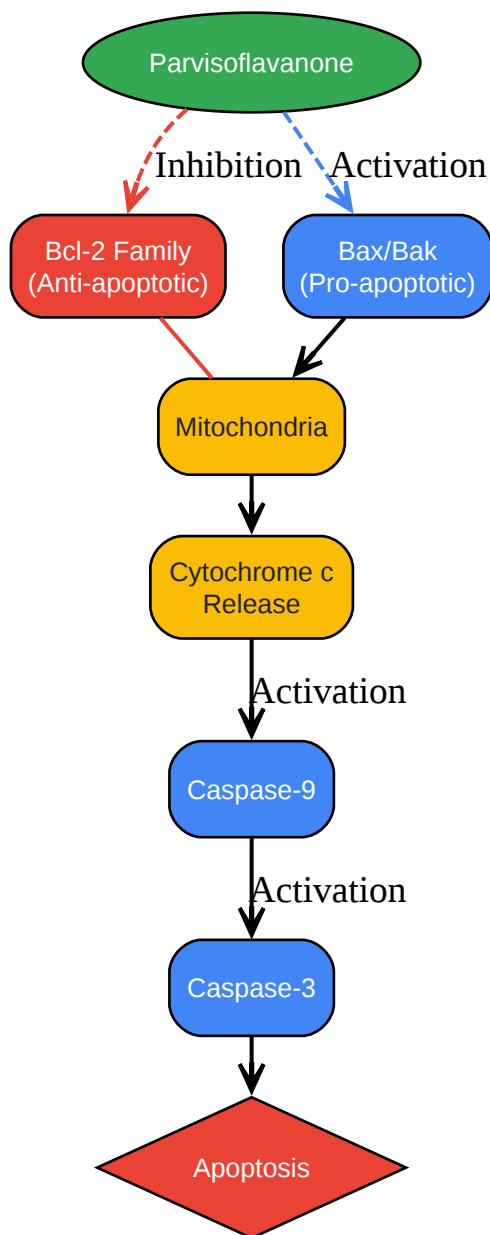 Parvisoflavanone
Inhibition
Activation
Bcl-2 Family
(Anti-apoptotic)
Bax/Bak
(Pro-apoptotic)
Mitochondria
Cytochrome c
Release
Activation
Caspase-9
Activation
Caspase-3
Apoptosis